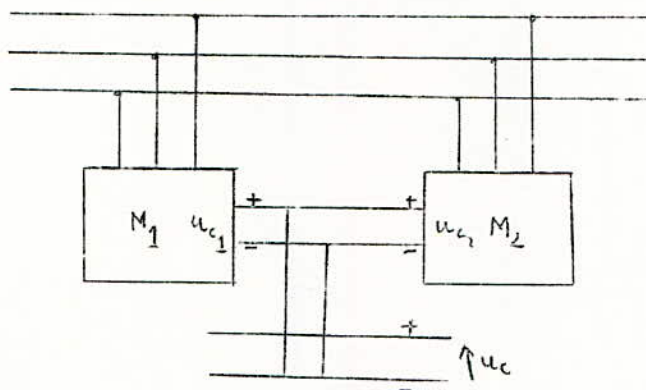 + +
M1 uc1 uc2 M2
- -
+
↑ uc
-